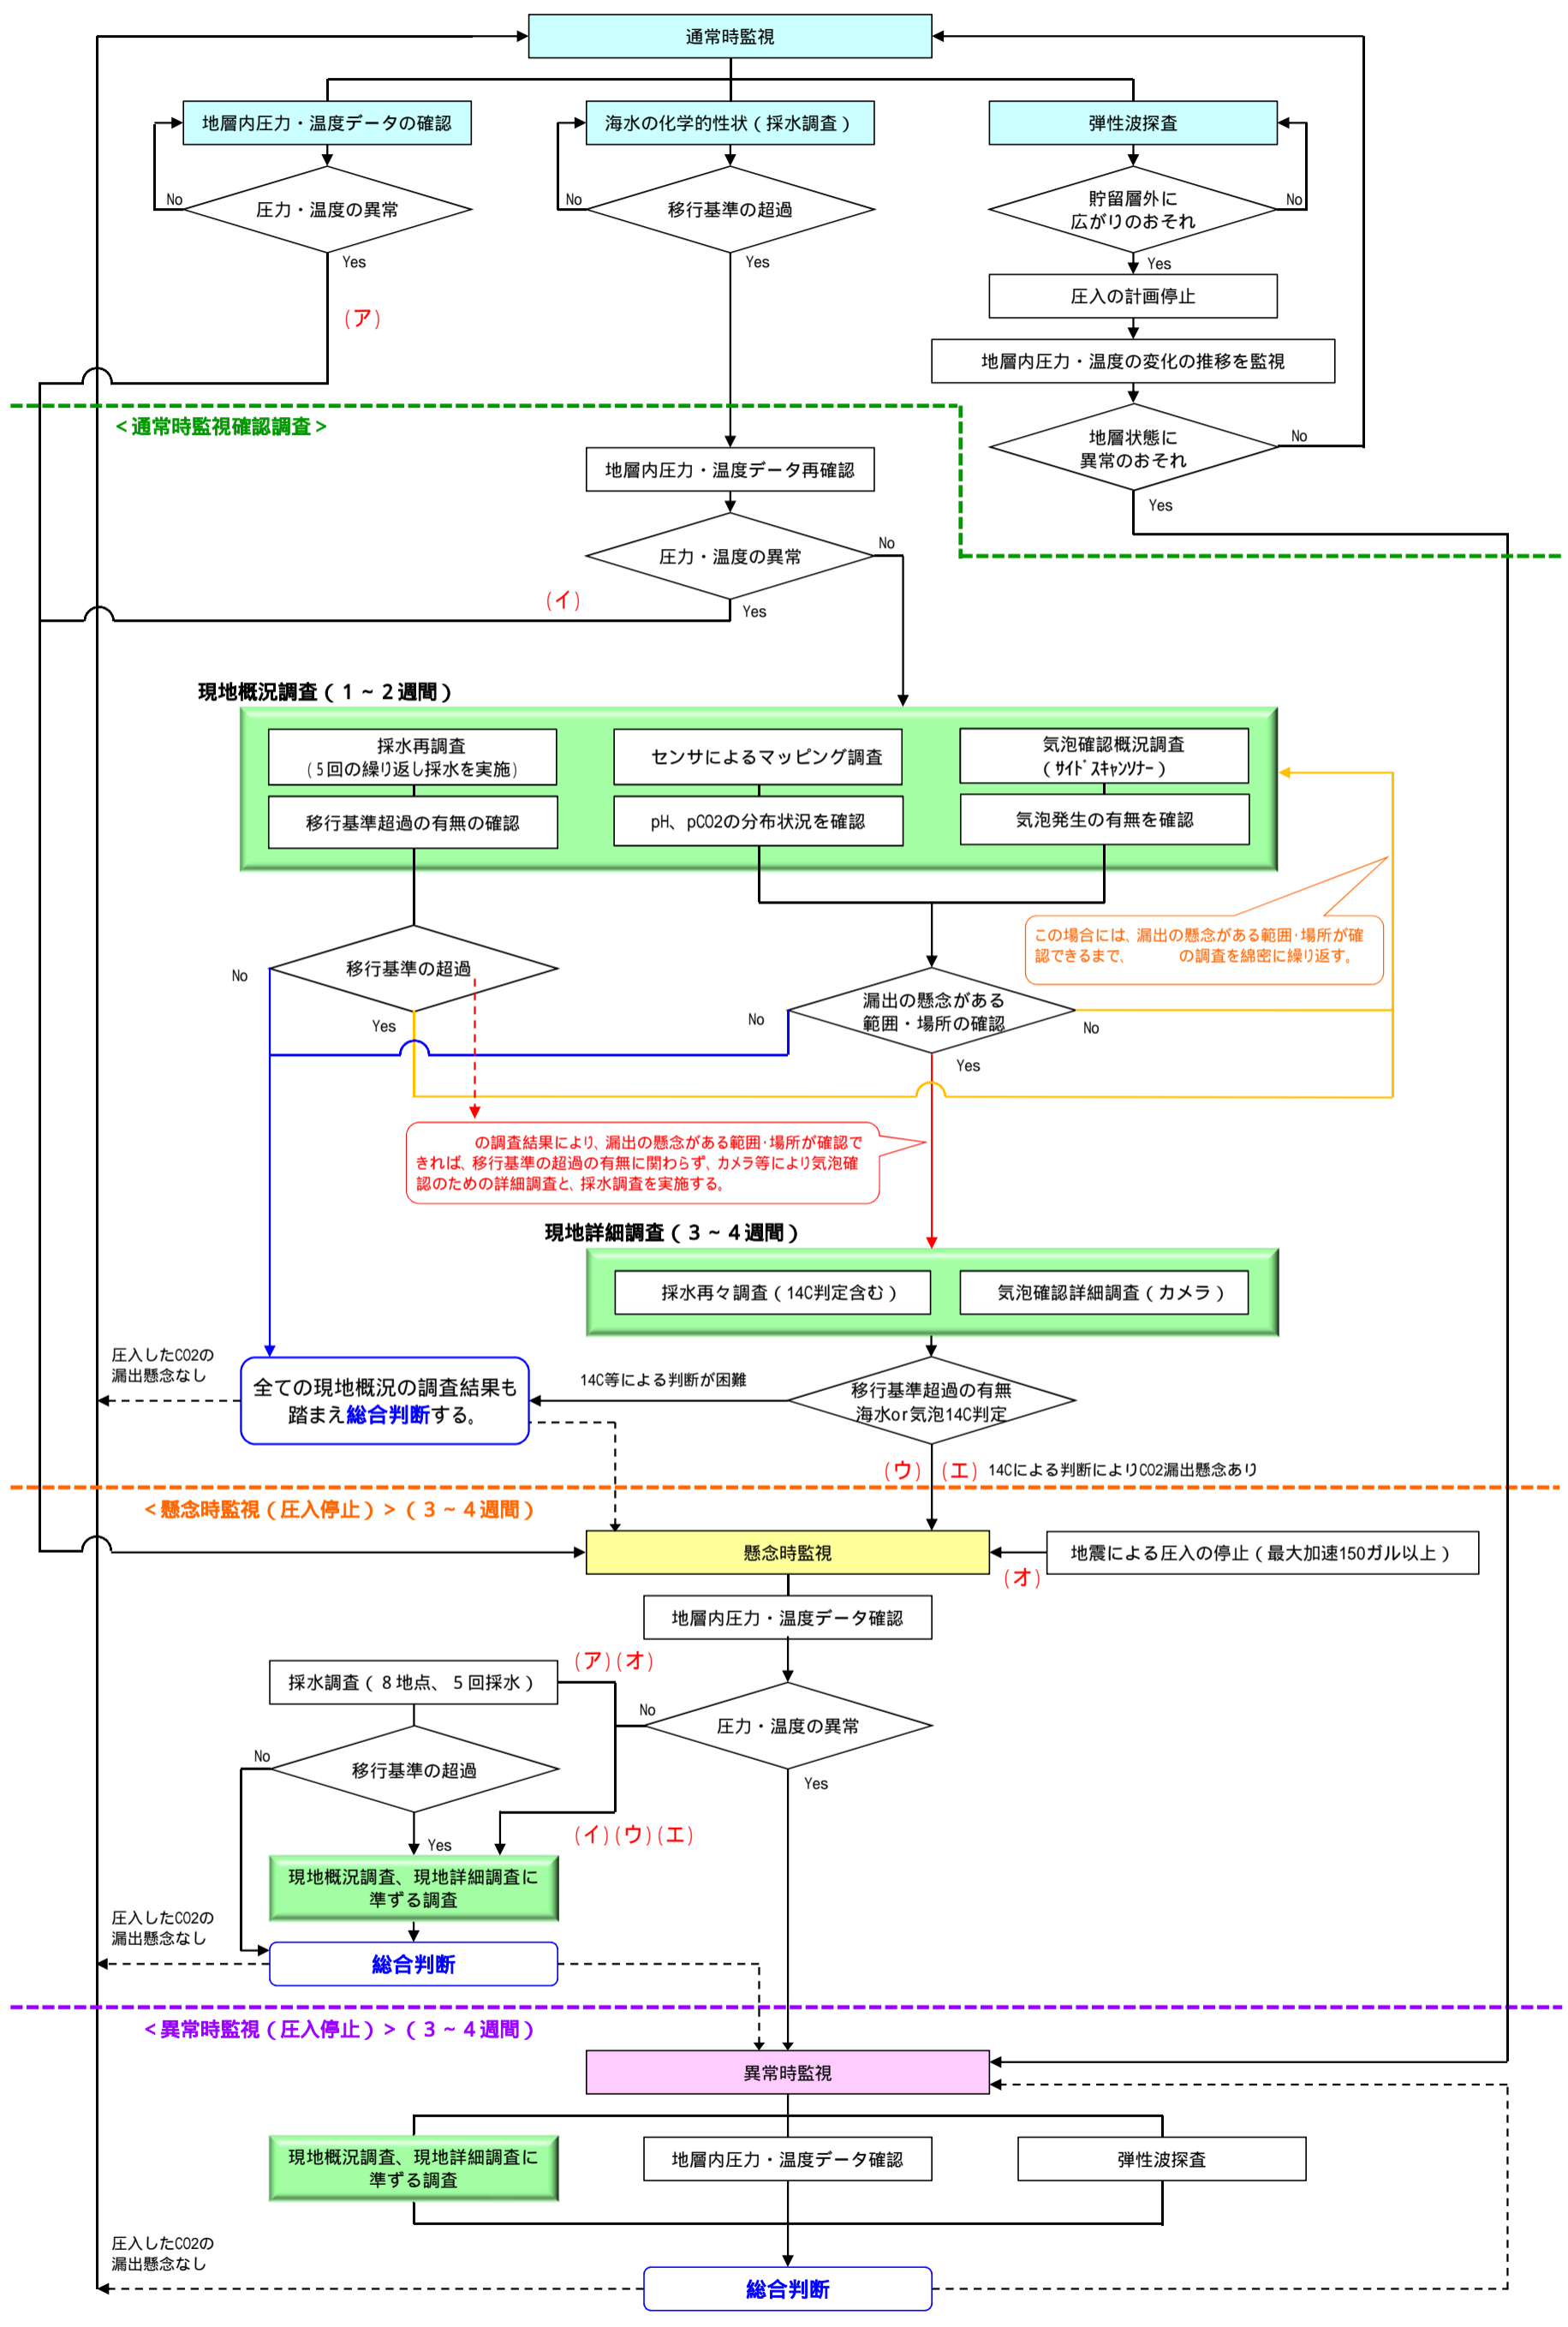 通常時監視
地層内圧力・温度データの確認
海水の化学的性状（採水調査）
弾性波探査
No
圧力・温度の異常
Yes
(ア)
No
移行基準の超過
Yes
貯留層外に
広がりのおそれ
No
Yes
圧入の計画停止
地層内圧力・温度の変化の推移を監視
地層状態に
異常のおそれ
No
Yes
＜通常時監視確認調査＞
地層内圧力・温度データ再確認
圧力・温度の異常
No
Yes
(イ)
現地概況調査（１～２週間）
採水再調査
(５回の繰り返し採水を実施)
移行基準超過の有無の確認
センサによるマッピング調査
pH、pCO2の分布状況を確認
気泡確認概況調査
（ｻｲﾄﾞｽｷｬﾝｿﾅｰ）
気泡発生の有無を確認
この場合には、漏出の懸念がある範囲・場所が確
認できるまで、　　　の調査を綿密に繰り返す。
移行基準の超過
No
Yes
漏出の懸念がある
範囲・場所の確認
No
No
Yes
の調査結果により、漏出の懸念がある範囲・場所が確認で
きれば、移行基準の超過の有無に関わらず、カメラ等により気泡確
認のための詳細調査と、採水調査を実施する。
現地詳細調査（３～４週間）
採水再々調査（14C判定含む）
気泡確認詳細調査（カメラ）
圧入したCO2の
漏出懸念なし
全ての現地概況の調査結果も
踏まえ総合判断する。
14C等による判断が困難
移行基準超過の有無
海水or気泡14C判定
(ウ)
(エ)
14Cによる判断によりCO2漏出懸念あり
＜懸念時監視（圧入停止）＞（３～４週間）
懸念時監視
地震による圧入の停止（最大加速150ガル以上）
(オ)
地層内圧力・温度データ確認
(ア)(オ)
採水調査（８地点、５回採水）
圧力・温度の異常
No
Yes
移行基準の超過
No
Yes
(イ)(ウ)(エ)
現地概況調査、現地詳細調査に
準ずる調査
圧入したCO2の
漏出懸念なし
総合判断
＜異常時監視（圧入停止）＞（３～４週間）
異常時監視
現地概況調査、現地詳細調査に
準ずる調査
地層内圧力・温度データ確認
弾性波探査
圧入したCO2の
漏出懸念なし
総合判断